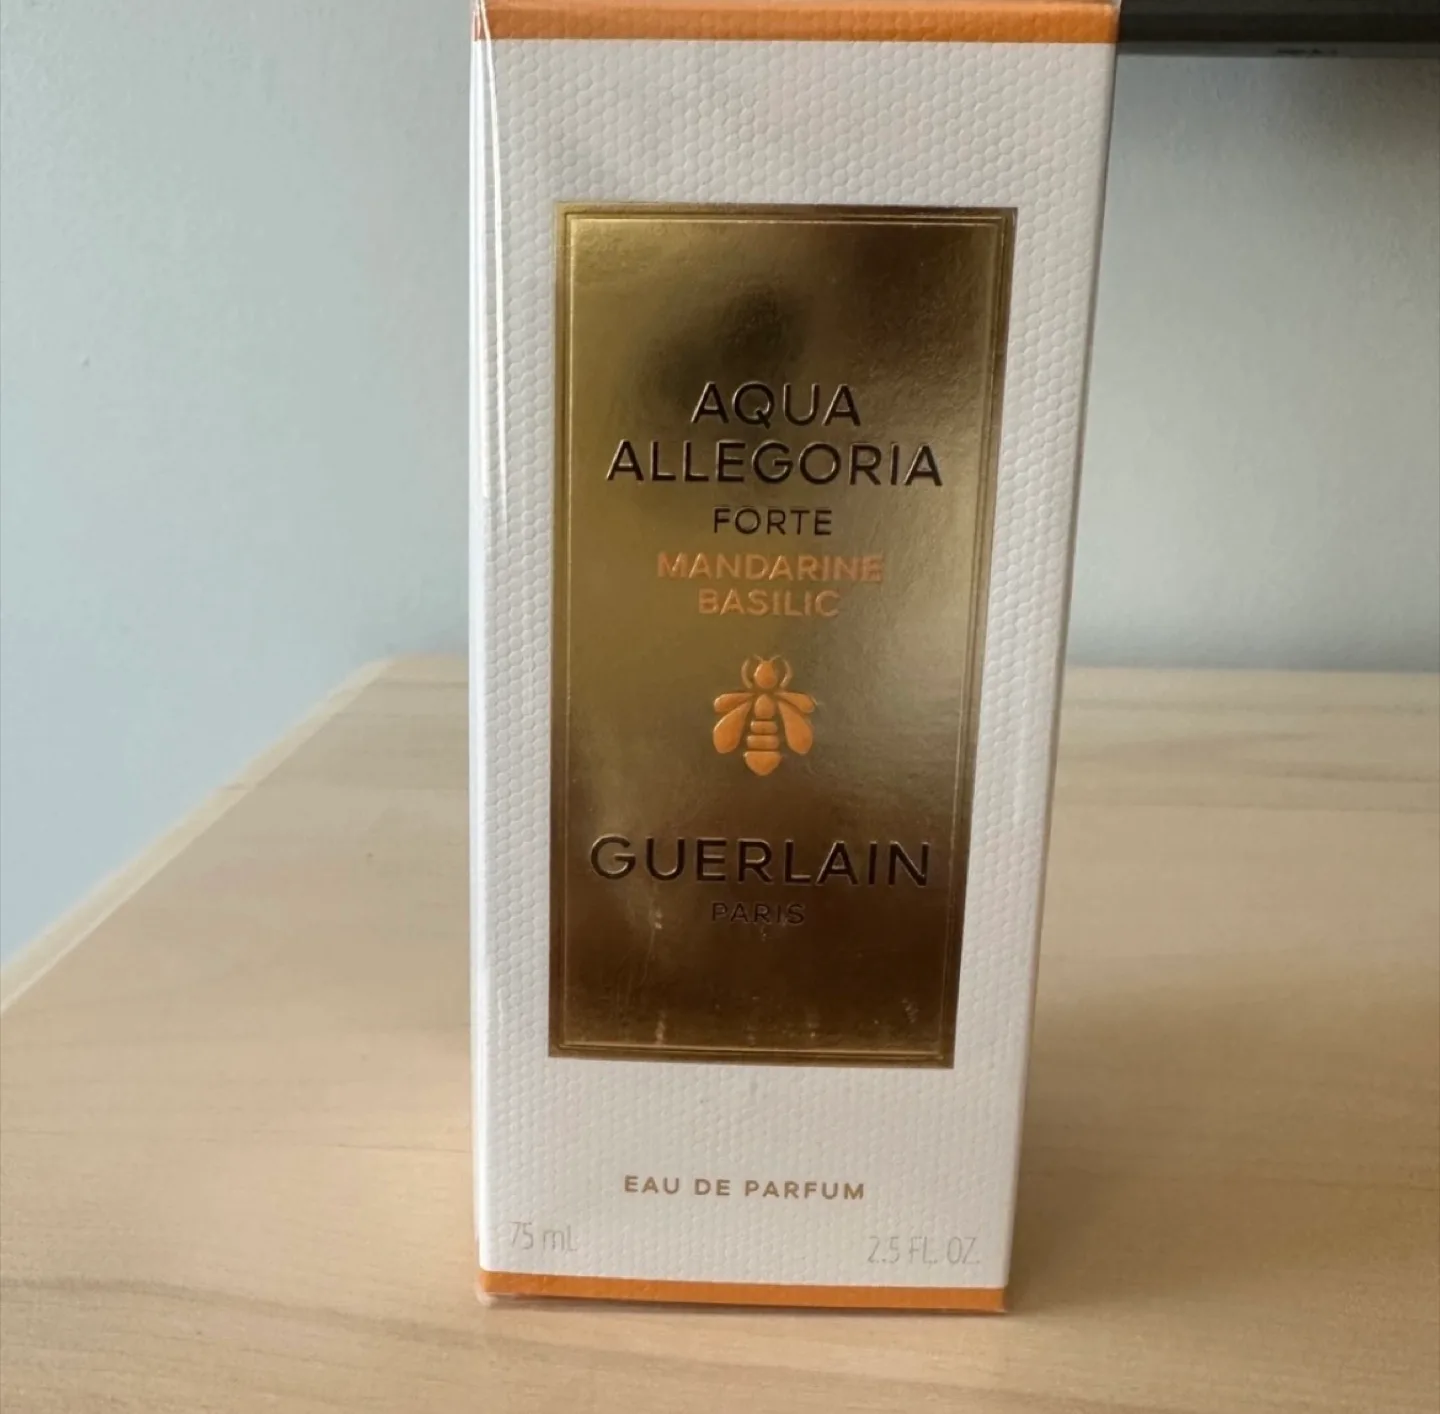 AQUA
ALLEGORIA
FORTE
MANDARINE
BASILIC
GUERLAIN
PARIS
EAU DE PARFUM
75 mL
2.5 FL. OZ.